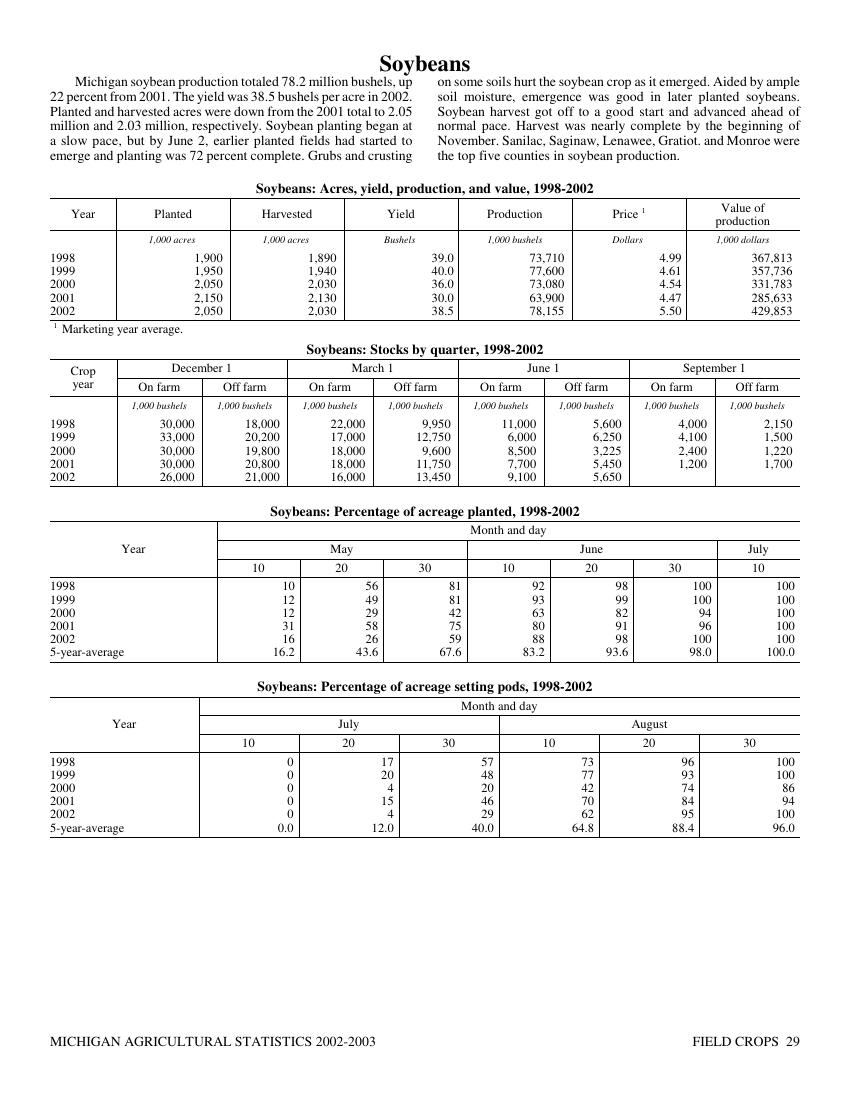 Soybeans
Michigan soybean production totaled 78.2 million bushels, up
22 percent from 2001. The yield was 38.5 bushels per acre in 2002.
Planted and harvested acres were down from the 2001 total to 2.05
million and 2.03 million, respectively. Soybean planting began at
a slow pace, but by June 2, earlier planted fields had started to
emerge and planting was 72 percent complete. Grubs and crusting
on some soils hurt the soybean crop as it emerged. Aided by ample
soil moisture, emergence was good in later planted soybeans.
Soybean harvest got off to a good start and advanced ahead of
normal pace. Harvest was nearly complete by the beginning of
November. Sanilac, Saginaw, Lenawee, Gratiot. and Monroe were
the top five counties in soybean production.
Soybeans: Acres, yield, production, and value, 1998-2002
Year Planted Harvested Yield Production Price 1 Value of
production
1,000 acres 1,000 acres Bushels 1,000 bushels Dollars 1,000 dollars
1998 1,900 1,890 39.0 73,710 4.99 367,813
1999 1,950 1,940 40.0 77,600 4.61 357,736
2000 2,050 2,030 36.0 73,080 4.54 331,783
2001 2,150 2,130 30.0 63,900 4.47 285,633
2002 2,050 2,030 38.5 78,155 5.50 429,853
1 Marketing year average.
Soybeans: Stocks by quarter, 1998-2002
Crop
year
December 1 March 1 June 1 September 1
On farm Off farm On farm Off farm On farm Off farm On farm Off farm
1,000 bushels 1,000 bushels 1,000 bushels 1,000 bushels 1,000 bushels 1,000 bushels 1,000 bushels 1,000 bushels
1998 30,000 18,000 22,000 9,950 11,000 5,600 4,000 2,150
1999 33,000 20,200 17,000 12,750 6,000 6,250 4,100 1,500
2000 30,000 19,800 18,000 9,600 8,500 3,225 2,400 1,220
2001 30,000 20,800 18,000 11,750 7,700 5,450 1,200 1,700
2002 26,000 21,000 16,000 13,450 9,100 5,650
Soybeans: Percentage of acreage planted, 1998-2002
Year
Month and day
May June July
10 20 30 10 20 30 10
1998 10 56 81 92 98 100 100
1999 12 49 81 93 99 100 100
2000 12 29 42 63 82 94 100
2001 31 58 75 80 91 96 100
2002 16 26 59 88 98 100 100
5-year-average 16.2 43.6 67.6 83.2 93.6 98.0 100.0
Soybeans: Percentage of acreage setting pods, 1998-2002
Year
Month and day
July August
10 20 30 10 20 30
1998 0 17 57 73 96 100
1999 0 20 48 77 93 100
2000 0 4 20 42 74 86
2001 0 15 46 70 84 94
2002 0 4 29 62 95 100
5-year-average 0.0 12.0 40.0 64.8 88.4 96.0
MICHIGAN AGRICULTURAL STATISTICS 2002-2003
FIELD CROPS 29